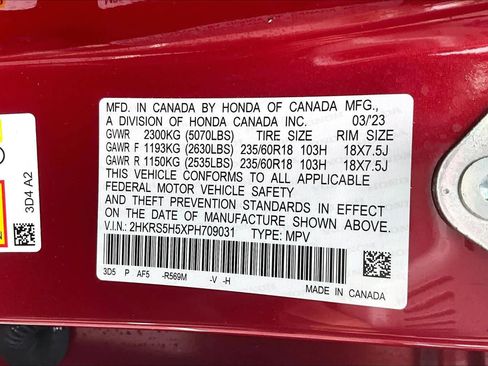 MFD. IN CANADA BY HONDA OF CANADA MFG.,
A DIVISION OF HONDA CANADA INC. 03/'23
GVWR 2300KG (5070LBS) TIRE SIZE RIM SIZE
GAWR F 1193KG (2630LBS) 235/60R18 103H 18X7.5J
GAWR R 1150KG (2535LBS) 235/60R18 103H 18X7.5J
THIS VEHICLE CONFORMS TO ALL APPLICABLE
FEDERAL MOTOR VEHICLE SAFETY
AND THEFT PREVENTION STANDARDS IN EFFECT
ON THE DATE OF MANUFACTURE SHOWN ABOVE.
V.I.N.: 2HKRS5H5XPH709031 TYPE: MPV
3D5 P AF5 -R569M -V -H
MADE IN CANADA
3D4 A2